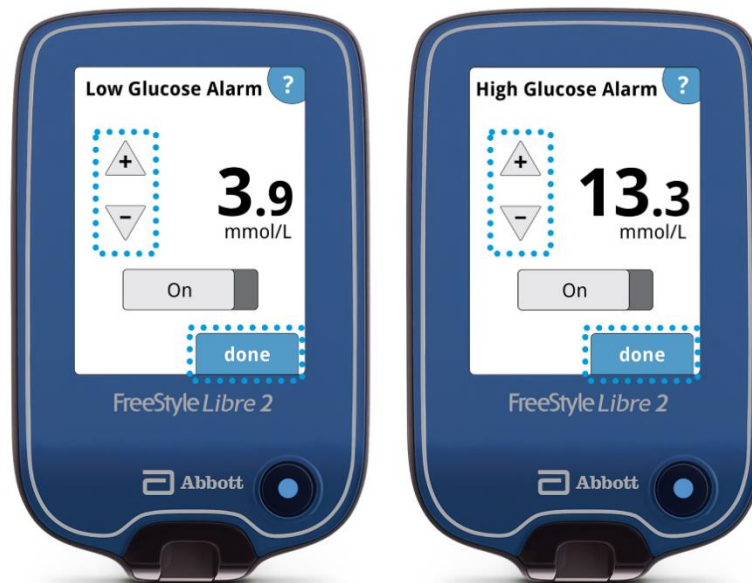 Low Glucose Alarm ?
+
3.9
−
mmol/L
On
done
FreeStyle Libre 2
Abbott
High Glucose Alarm ?
+
13.3
−
mmol/L
On
done
FreeStyle Libre 2
Abbott